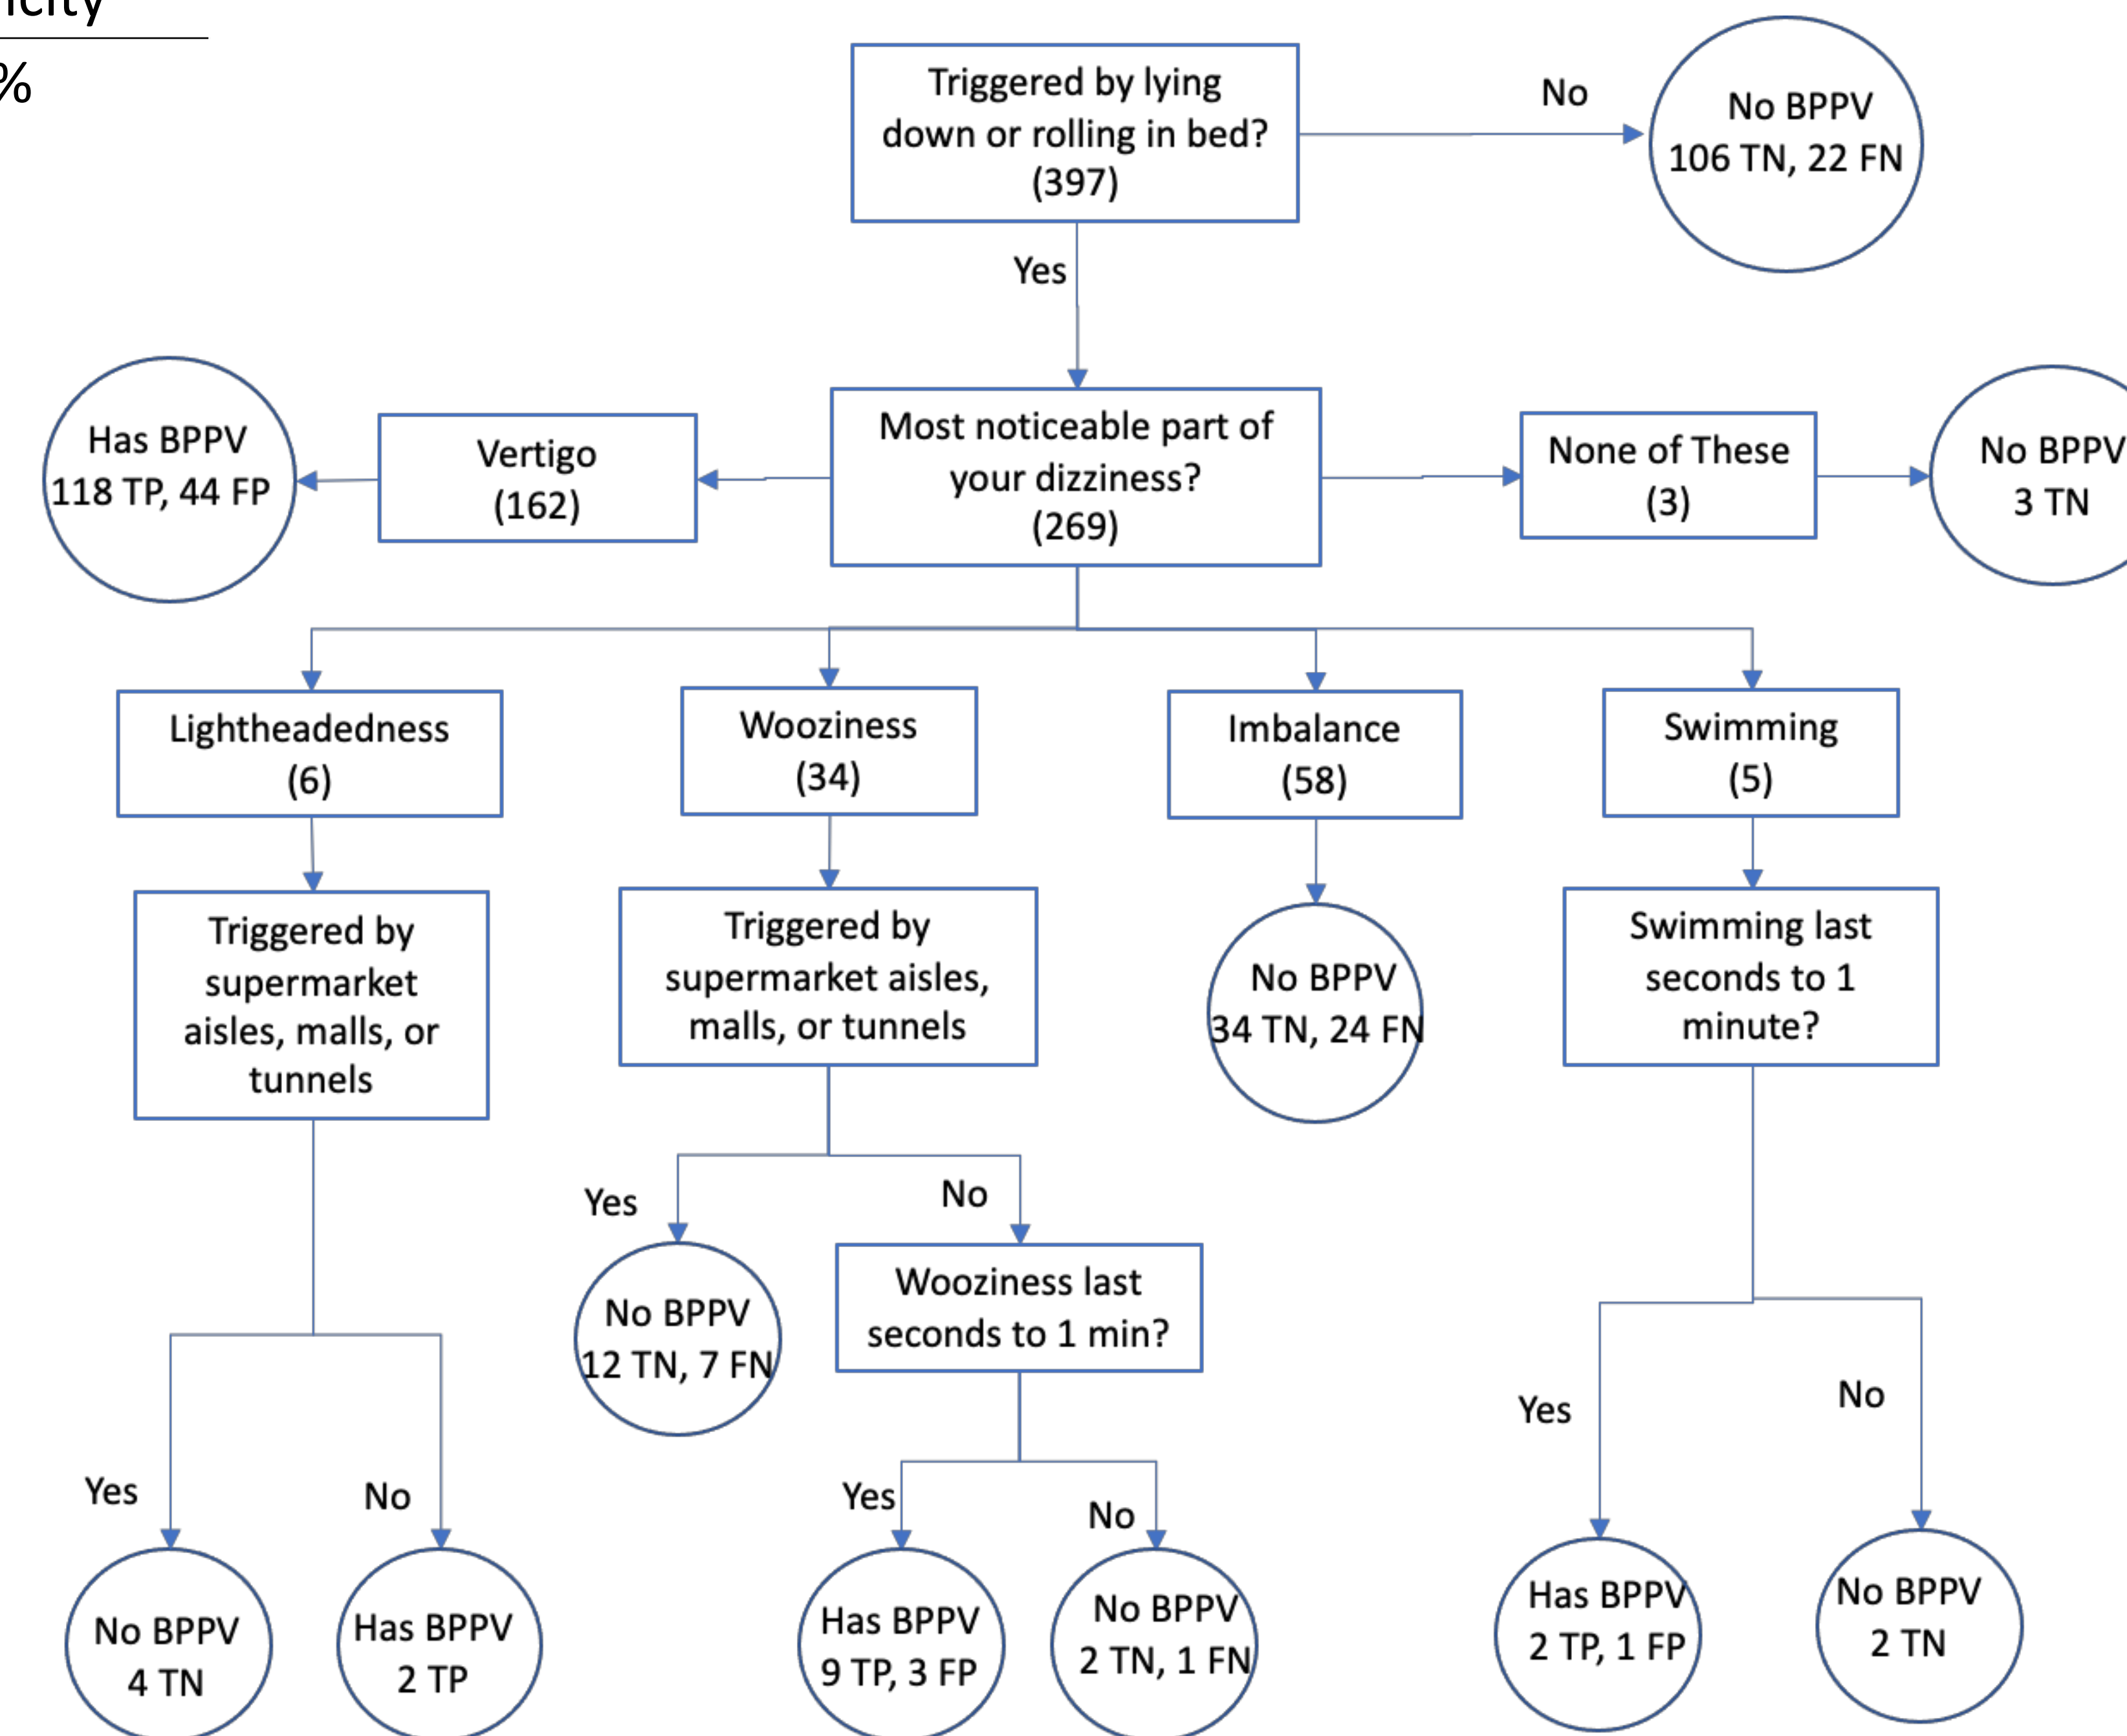 %
Triggered by lying
down or rolling in bed?
(397)
No
No BPPV
106 TN, 22 FN
Yes
Has BPPV
118 TP, 44 FP
Vertigo
(162)
Most noticeable part of
your dizziness?
(269)
None of These
(3)
No BPPV
3 TN
Lightheadedness
(6)
Wooziness
(34)
Imbalance
(58)
Swimming
(5)
Triggered by
supermarket
aisles, malls, or
tunnels
Triggered by
supermarket aisles,
malls, or tunnels
No BPPV
34 TN, 24 FN
Swimming last
seconds to 1
minute?
Yes
No
No BPPV
12 TN, 7 FN
Wooziness last
seconds to 1 min?
Yes
No
Yes
No
Yes
No
No BPPV
4 TN
Has BPPV
2 TP
Has BPPV
9 TP, 3 FP
No BPPV
2 TN, 1 FN
Has BPPV
2 TP, 1 FP
No BPPV
2 TN